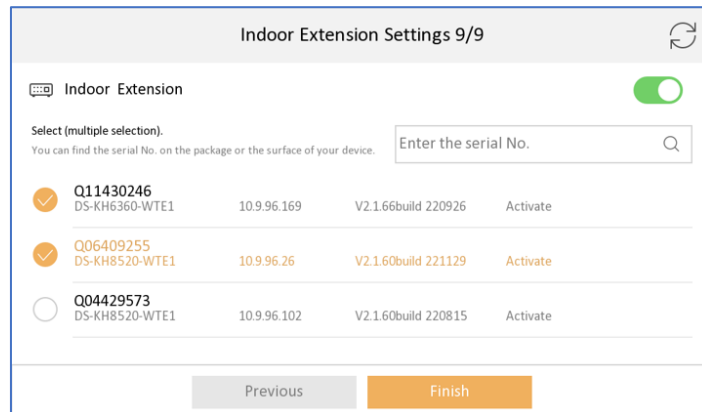 Indoor Extension Settings 9/9
Indoor Extension
Select (multiple selection).
You can find the serial No. on the package or the surface of your device.
Enter the serial No.
Q11430246
DS-KH6360-WTE1 10.9.96.169 V2.1.66build 220926 Activate
Q06409255
DS-KH8520-WTE1 10.9.96.26 V2.1.60build 221129 Activate
Q04429573
DS-KH8520-WTE1 10.9.96.102 V2.1.60build 220815 Activate
Previous Finish